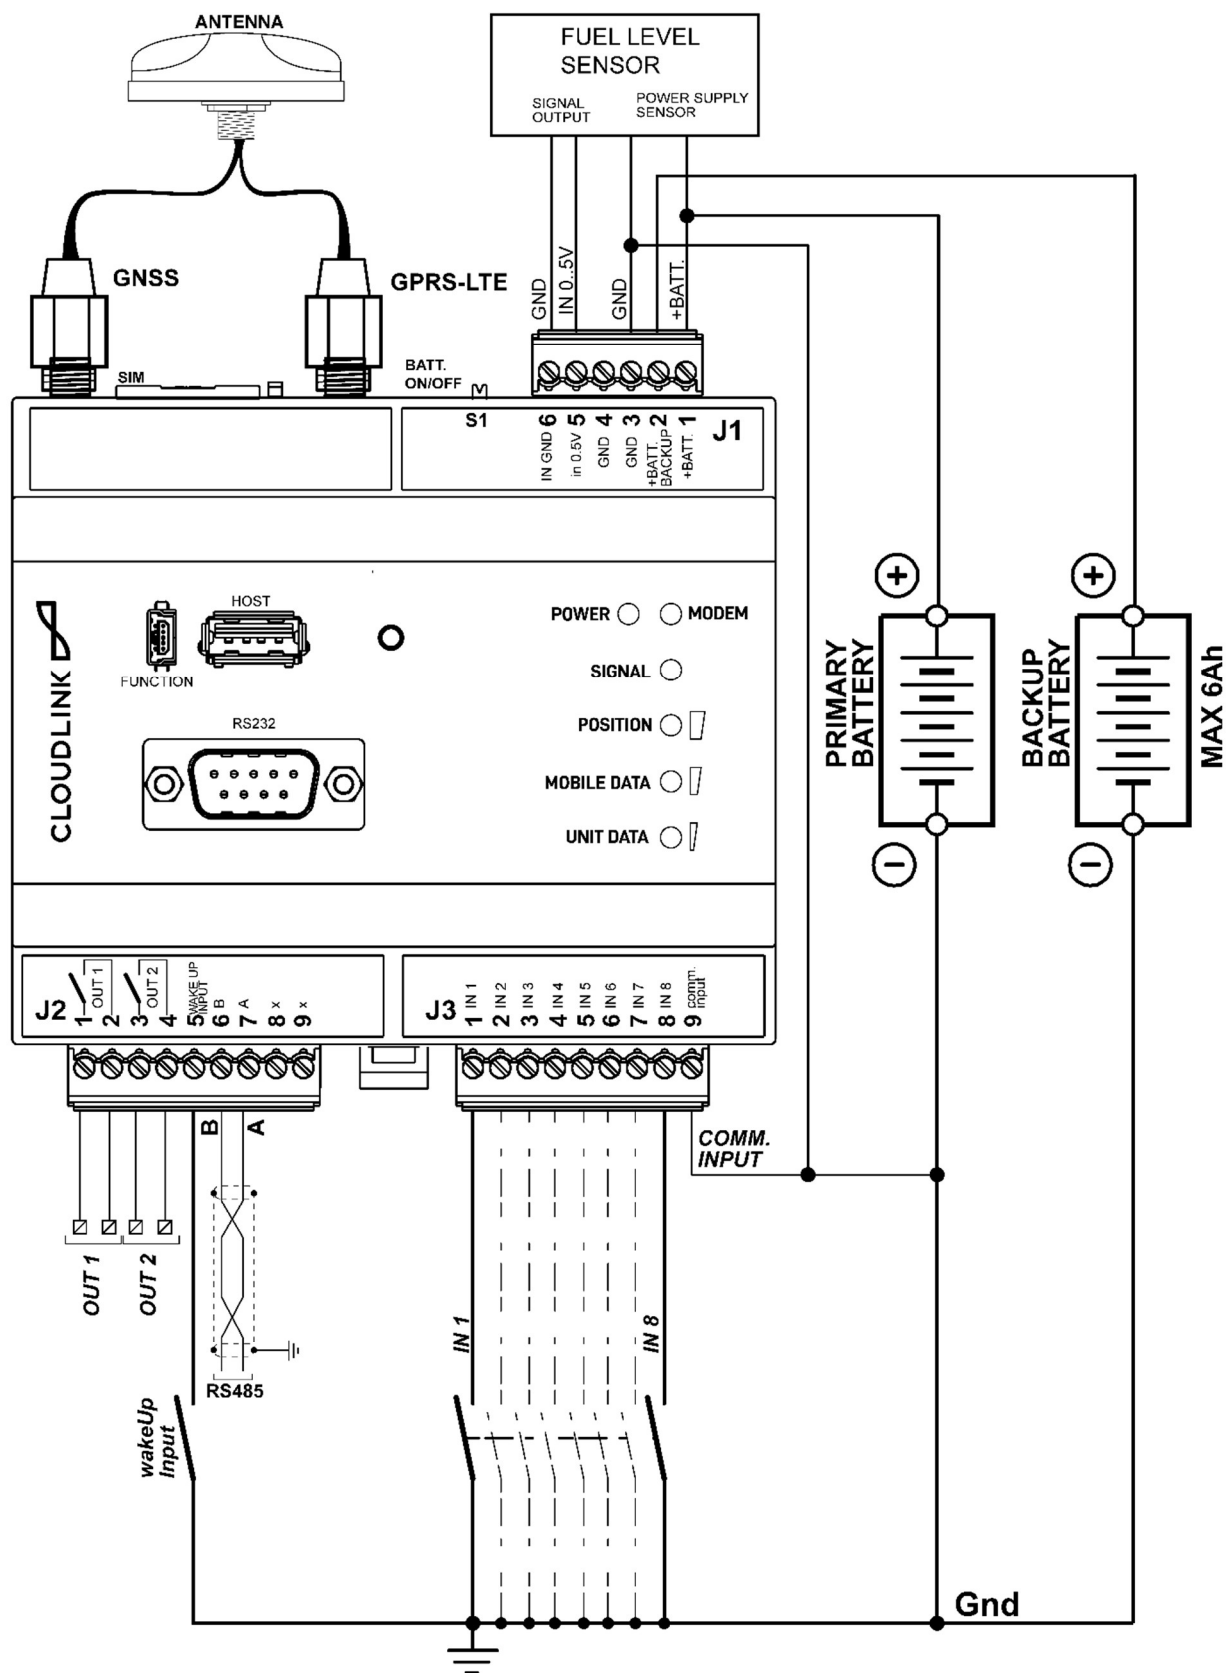 ANTENNA
FUEL LEVEL
SENSOR
SIGNAL
OUTPUT
POWER SUPPLY
SENSOR
GNSS
GPRS-LTE
GND
IN 0..5V
GND
+BATT.
SIM
BATT.
ON/OFF
S1
6 IN GND
5 in 0.5V
4 GND
3 GND
2 +BATT.
BACKUP
1 +BATT.
J1
CLOUDLINK
HOST
FUNCTION
RS232
POWER
MODEM
SIGNAL
POSITION
MOBILE DATA
UNIT DATA
+
PRIMARY
BATTERY
-
+
BACKUP
BATTERY
MAX 6Ah
-
J2
1
OUT 1
2
3
OUT 2
4
5 WAKE UP
INPUT
6 B
7 A
8 x
9 x
J3
1 IN 1
2 IN 2
3 IN 3
4 IN 4
5 IN 5
6 IN 6
7 IN 7
8 IN 8
9 comm.
input
B
A
COMM.
INPUT
OUT 1
OUT 2
RS485
IN 1
IN 8
wakeUp
Input
Gnd